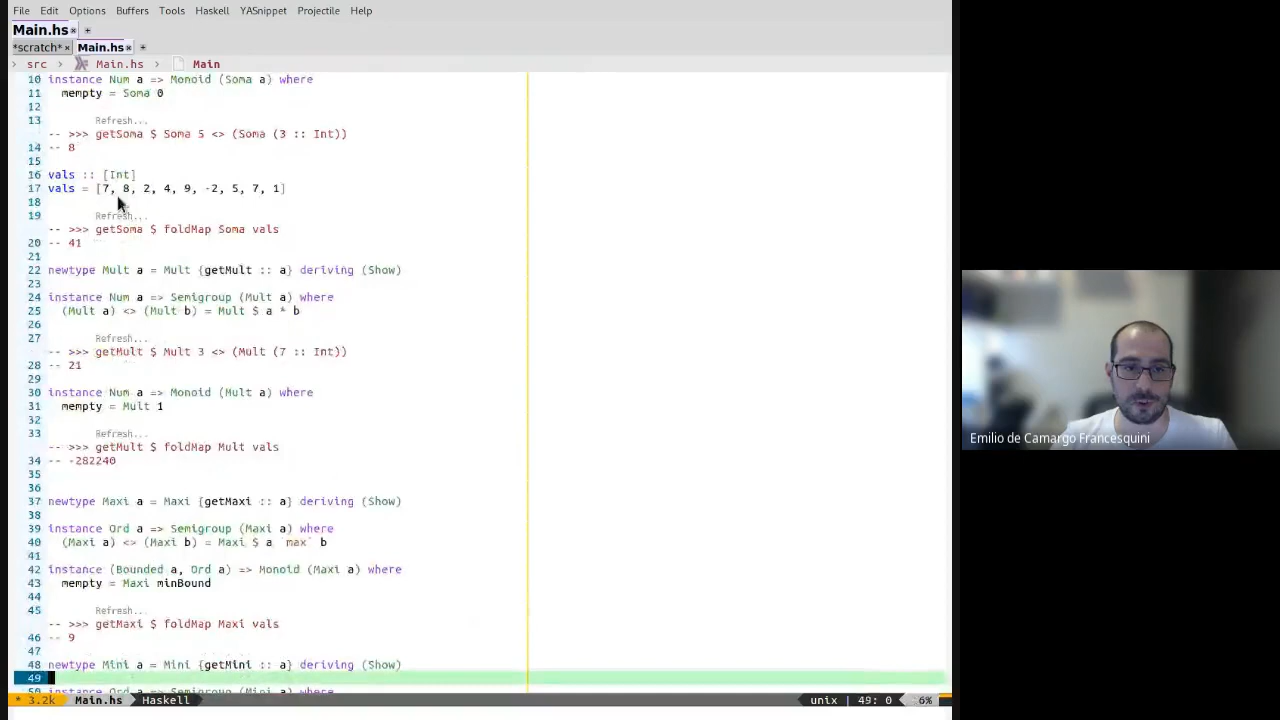 File Edit Options Buffers Tools Haskell YASnippet Projectile Help
Main.hs
*scratch* Main.hs
src > Main.hs > Main
10 instance Num a => Monoid (Soma a) where
11 mempty = Soma 0
12
Refresh...
13 -- >>> getSoma $ Soma 5 <> (Soma (3 :: Int))
14 -- 8
15
16 vals :: [Int]
17 vals = [7, 8, 2, 4, 9, -2, 5, 7, 1]
18
Refresh...
19 -- >>> getSoma $ foldMap Soma vals
20 -- 41
21
22 newtype Mult a = Mult {getMult :: a} deriving (Show)
23
24 instance Num a => Semigroup (Mult a) where
25 (Mult a) <> (Mult b) = Mult $ a * b
26
Refresh...
27 -- >>> getMult $ Mult 3 <> (Mult (7 :: Int))
28 -- 21
29
30 instance Num a => Monoid (Mult a) where
31 mempty = Mult 1
32
Refresh...
33 -- >>> getMult $ foldMap Mult vals
34 -- -282240
35
36
37 newtype Maxi a = Maxi {getMaxi :: a} deriving (Show)
38
39 instance Ord a => Semigroup (Maxi a) where
40 (Maxi a) <> (Maxi b) = Maxi $ a `max` b
41
42 instance (Bounded a, Ord a) => Monoid (Maxi a) where
43 mempty = Maxi minBound
44
Refresh...
45 -- >>> getMaxi $ foldMap Maxi vals
46 -- 9
47
48 newtype Mini a = Mini {getMini :: a} deriving (Show)
49
50 instance Ord a => Semigroup (Mini a) where
* 3.2k Main.hs Haskell unix | 49: 0 6%
Emilio de Camargo Francesquini